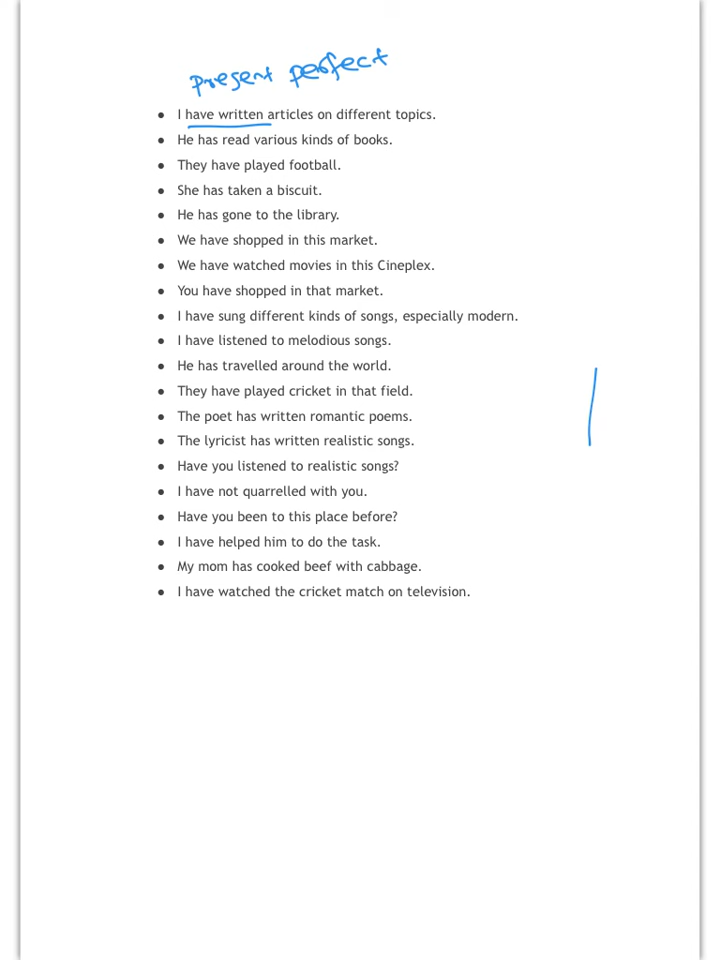 present perfect
● I have written articles on different topics.
● He has read various kinds of books.
● They have played football.
● She has taken a biscuit.
● He has gone to the library.
● We have shopped in this market.
● We have watched movies in this Cineplex.
● You have shopped in that market.
● I have sung different kinds of songs, especially modern.
● I have listened to melodious songs.
● He has travelled around the world.
● They have played cricket in that field.
● The poet has written romantic poems.
● The lyricist has written realistic songs.
● Have you listened to realistic songs?
● I have not quarrelled with you.
● Have you been to this place before?
● I have helped him to do the task.
● My mom has cooked beef with cabbage.
● I have watched the cricket match on television.